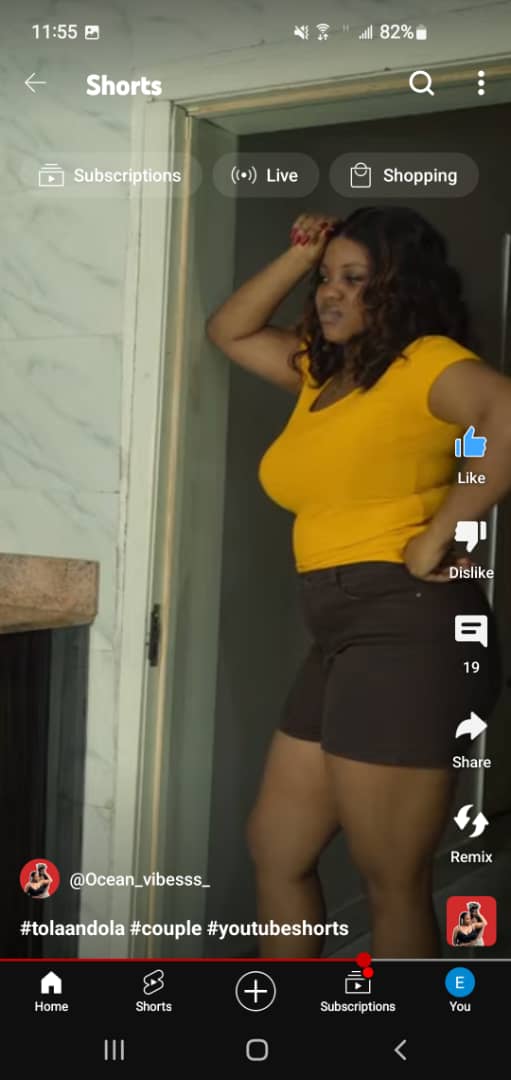 11:55
82%
Shorts
Subscriptions
Live
Shopping
Like
Dislike
19
Share
Remix
@Ocean_vibesss_
#tolaandola #couple #youtubeshorts
Home
Shorts
Subscriptions
E
You